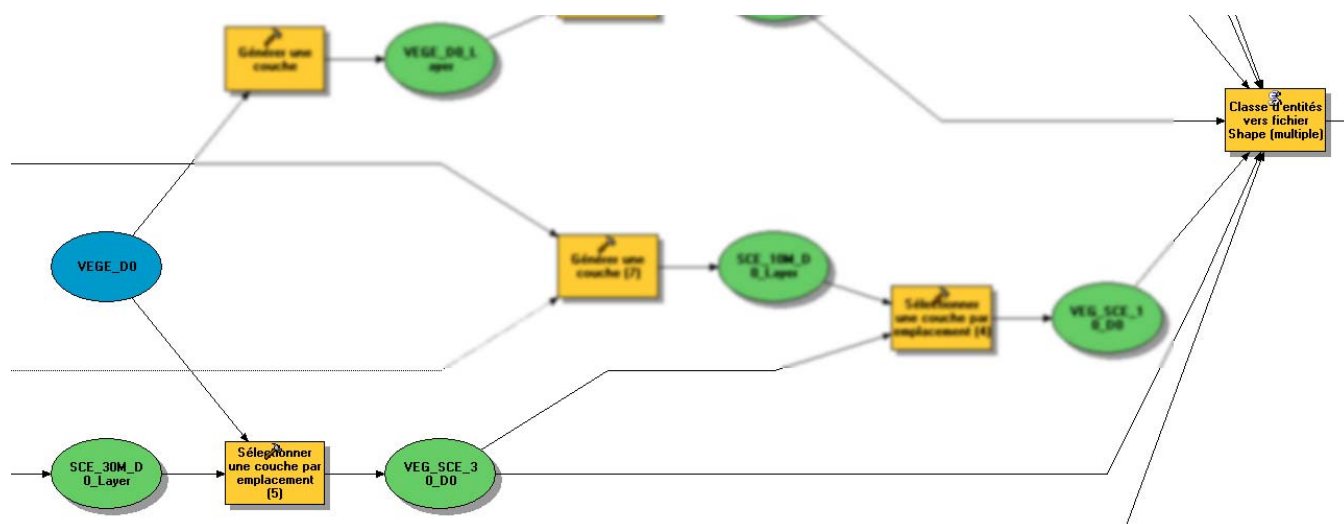 Générer une
couche
VEGE_D0_L
ayer
Classe d'entités
vers fichier
Shape (multiple)
VEGE_D0
Générer une
couche (7)
SCE_10M_D
0_Layer
Sélectionner
une couche par
emplacement (4)
VEG_SCE_1
0_D0
SCE_30M_D
0_Layer
Sélectionner
une couche par
emplacement
(5)
VEG_SCE_3
0_D0